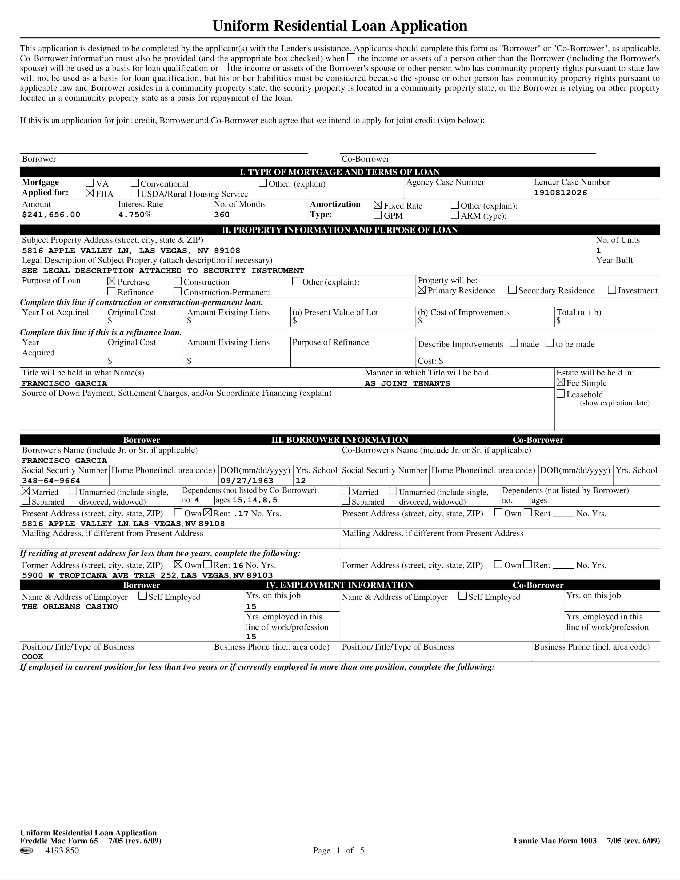 Uniform Residential Loan Application
This application is designed to be completed by the applicant(s) with the Lender's assistance. Applicants should complete this form as "Borrower" or "Co-Borrower", as applicable.
Co-Borrower information must also be provided (and the appropriate box checked) when the income or assets of a person other than the Borrower (including the Borrower's
spouse) will be used as a basis for loan qualification or the income or assets of the Borrower's spouse or other person who has community property rights pursuant to state law
will not be used as a basis for loan qualification, but his or her liabilities must be considered because the spouse or other person has community property rights pursuant to
applicable law and Borrower resides in a community property state, the security property is located in a community property state, or the Borrower is relying on other property
located in a community property state as a basis for repayment of the loan.
If this is an application for joint credit, Borrower and Co-Borrower each agree that we intend to apply for joint credit (sign below):
Borrower Co-Borrower
I. TYPE OF MORTGAGE AND TERMS OF LOAN
Mortgage VA Conventional Other: (explain) Agency Case Number Lender Case Number
Applied for: FHA USDA/Rural Housing Service 1910812026
Amount Interest Rate No. of Months Amortization Fixed Rate Other (explain):
$241,656.00 4.750% 360 Type: GPM ARM (type):
II. PROPERTY INFORMATION AND PURPOSE OF LOAN
Subject Property Address (street, city, state & ZIP) No. of Units
5816 APPLE VALLEY LN, LAS VEGAS, NV 89108 1
Legal Description of Subject Property (attach description if necessary) Year Built
SEE LEGAL DESCRIPTION ATTACHED TO SECURITY INSTRUMENT
Purpose of Loan Purchase Construction Other (explain): Property will be:
Refinance Construction-Permanent Primary Residence Secondary Residence Investment
Complete this line if construction or construction-permanent loan.
Year Lot Acquired Original Cost Amount Existing Liens (a) Present Value of Lot (b) Cost of Improvements Total (a + b)
$ $ $ $ $
Complete this line if this is a refinance loan.
Year Original Cost Amount Existing Liens Purpose of Refinance Describe Improvements made to be made
Acquired
$ $ Cost: $
Title will be held in what Name(s) Manner in which Title will be held Estate will be held in:
FRANCISCO GARCIA AS JOINT TENANTS Fee Simple
Source of Down Payment, Settlement Charges, and/or Subordinate Financing (explain) Leasehold
(show expiration date)
Borrower III. BORROWER INFORMATION Co-Borrower
Borrower's Name (include Jr. or Sr. if applicable) Co-Borrower's Name (include Jr. or Sr. if applicable)
FRANCISCO GARCIA
Social Security Number Home Phone(incl. area code) DOB(mm/dd/yyyy) Yrs. School Social Security Number Home Phone(incl. area code) DOB(mm/dd/yyyy) Yrs. School
348-64-9664 09/27/1963 12
Married Unmarried (include single, Dependents (not listed by Co-Borrower) Married Unmarried (include single, Dependents (not listed by Borrower)
Separated divorced, widowed) no. 4 ages 15,14,8,5 Separated divorced, widowed) no. ages
Present Address (street, city, state, ZIP) Own Rent .17 No. Yrs. Present Address (street, city, state, ZIP) Own Rent ____ No. Yrs.
5816 APPLE VALLEY LN,LAS VEGAS,NV 89108
Mailing Address, if different from Present Address Mailing Address, if different from Present Address
If residing at present address for less than two years, complete the following:
Former Address (street, city, state, ZIP) Own Rent 16 No. Yrs. Former Address (street, city, state, ZIP) Own Rent ____ No. Yrs.
5900 W TROPICANA AVE TRLR 252,LAS VEGAS,NV 89103
Borrower IV. EMPLOYMENT INFORMATION Co-Borrower
Name & Address of Employer Self Employed Yrs. on this job Name & Address of Employer Self Employed Yrs. on this job
THE ORLEANS CASINO 15
Yrs. employed in this Yrs. employed in this
line of work/profession line of work/profession
15
Position/Title/Type of Business Business Phone (incl. area code) Position/Title/Type of Business Business Phone (incl. area code)
COOK
If employed in current position for less than two years or if currently employed in more than one position, complete the following:
Uniform Residential Loan Application
Freddie Mac Form 65 7/05 (rev. 6/09) Fannie Mae Form 1003 7/05 (rev. 6/09)
4193.850 Page 1 of 5